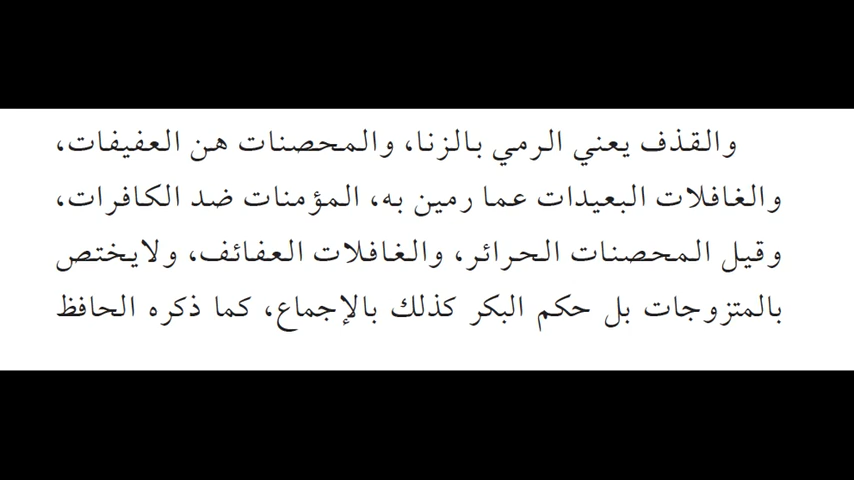 والقذف يعني الرمي بالزنا، والمحصنات هن العفيفات،
والغافلات البعيدات عما رمين به، المؤمنات ضد الكافرات،
وقيل المحصنات الحرائر، والغافلات العفائف، ولايختص
بالمتزوجات بل حكم البكر كذلك بالإجماع، كما ذكره الحافظ